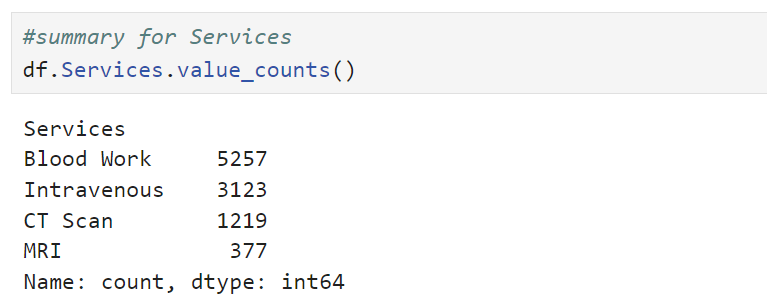 #summary for Services
df.Services.value_counts()
Services
Blood Work     5257
Intravenous    3123
CT Scan        1219
MRI             377
Name: count, dtype: int64